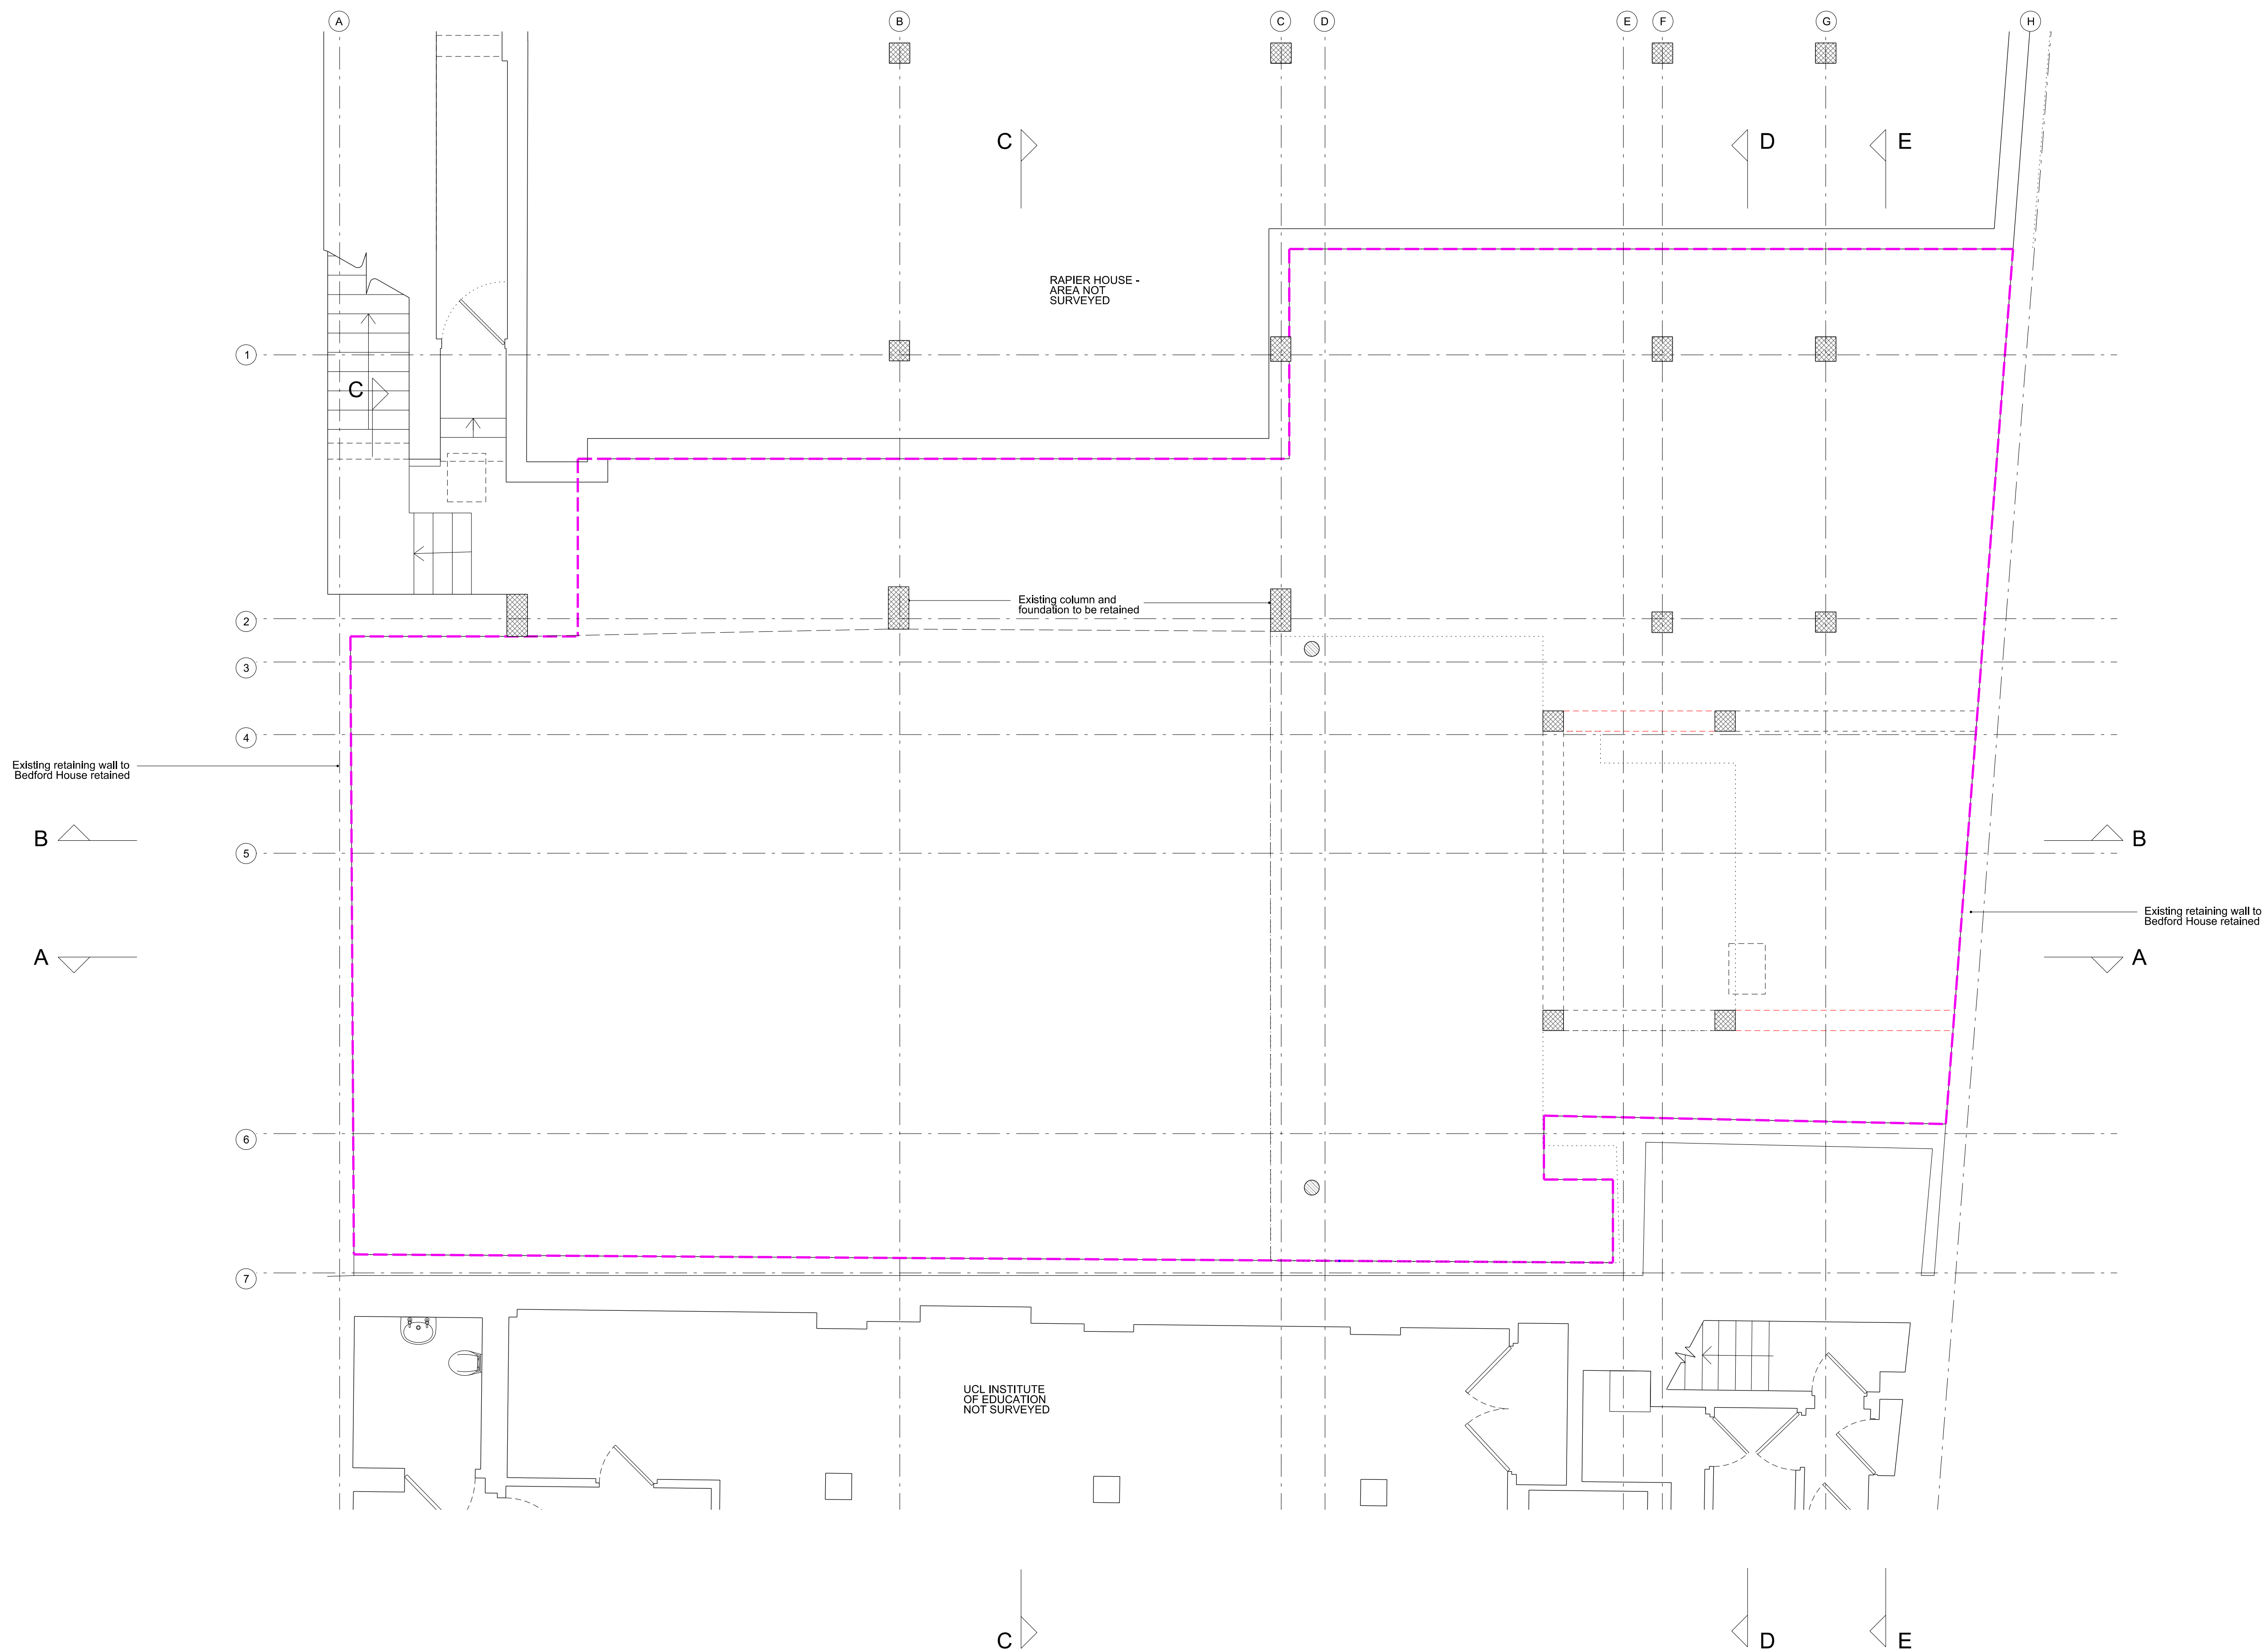 A
B
C
D
E
F
G
H
C
D
E
RAPIER HOUSE -
AREA NOT
SURVEYED
1
C
Existing column and
foundation to be retained
2
3
4
Existing retaining wall to
Bedford House retained
B
B
5
Existing retaining wall to
Bedford House retained
A
A
6
7
UCL INSTITUTE
OF EDUCATION
NOT SURVEYED
C
D
E